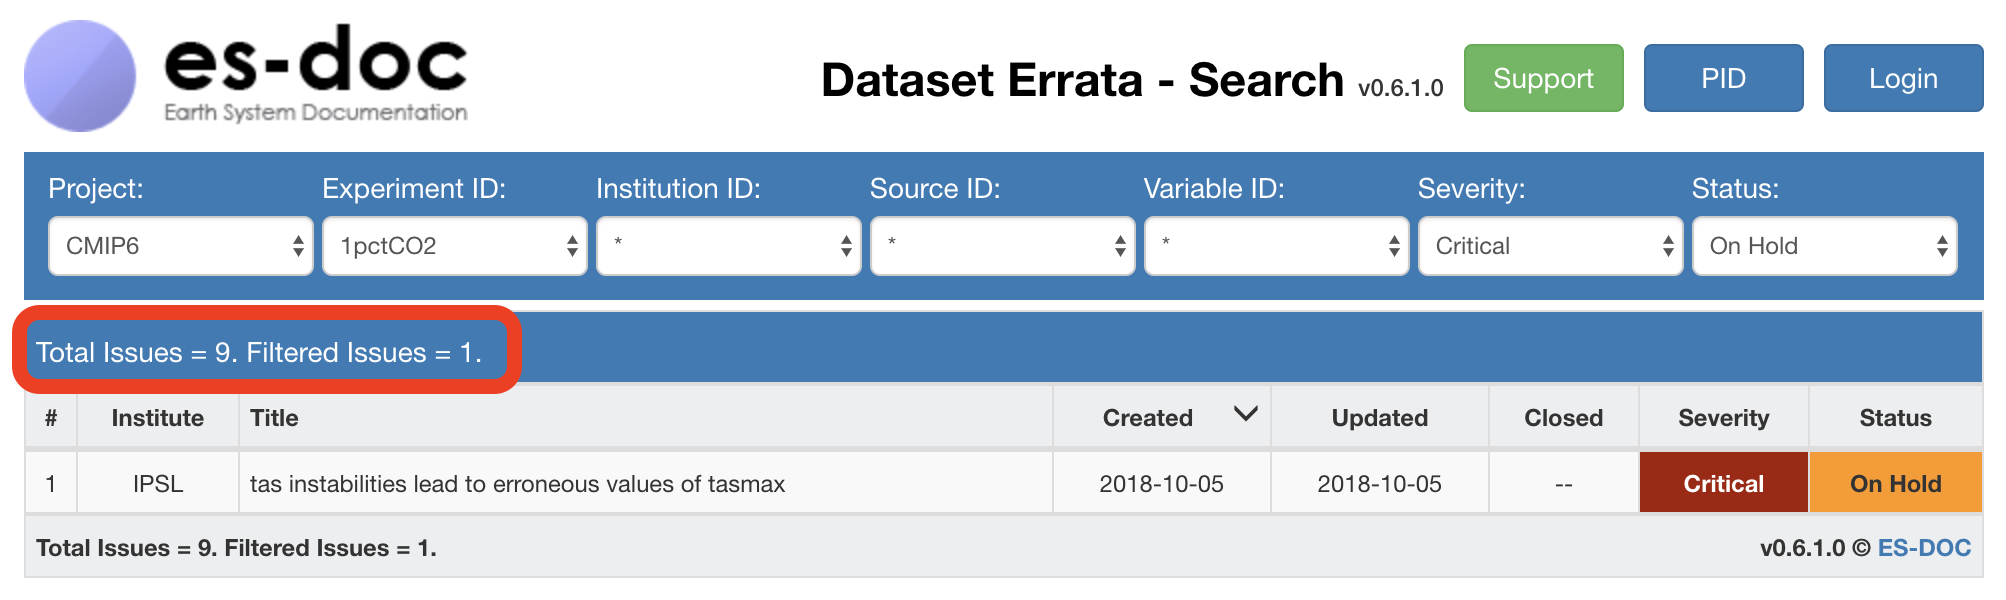 es-doc
Earth System Documentation
Dataset Errata - Search v0.6.1.0
Support
PID
Login
Project: Experiment ID: Institution ID: Source ID: Variable ID: Severity: Status:
CMIP6 1pctCO2 * * * Critical On Hold
Total Issues = 9. Filtered Issues = 1.
# Institute Title Created Updated Closed Severity Status
1 IPSL tas instabilities lead to erroneous values of tasmax 2018-10-05 2018-10-05 -- Critical On Hold
Total Issues = 9. Filtered Issues = 1. v0.6.1.0 © ES-DOC